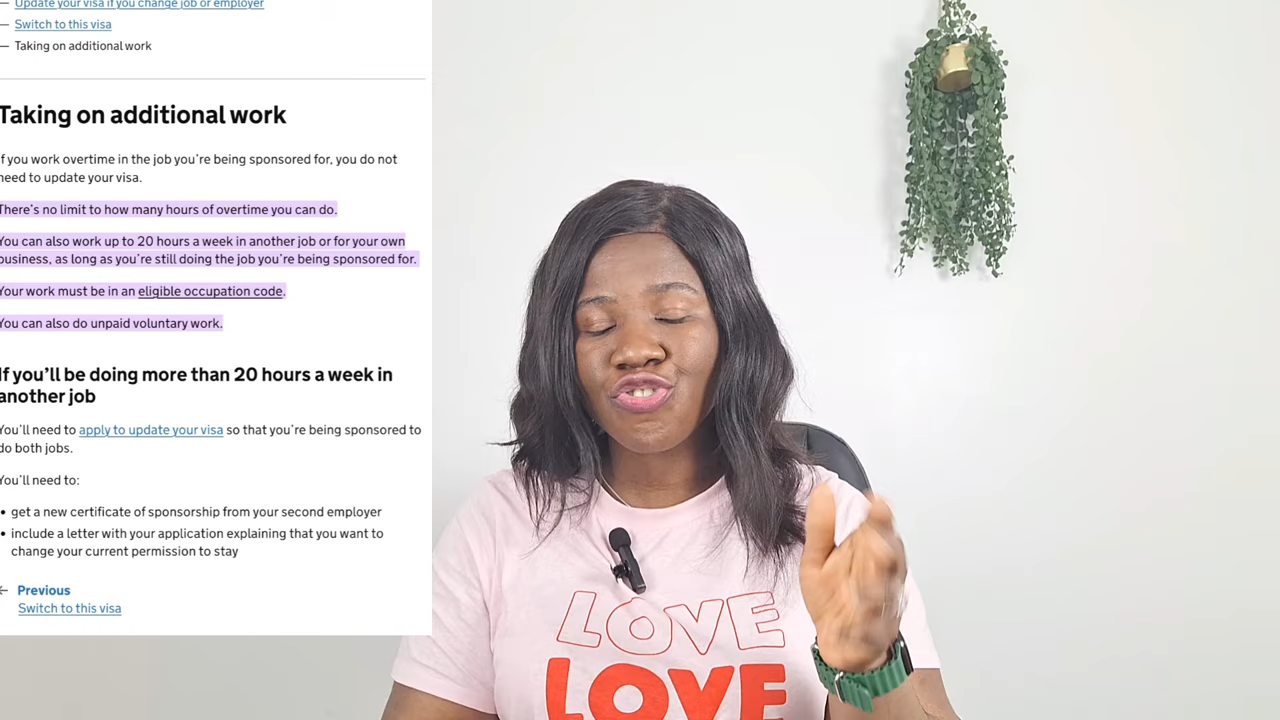 Update your visa if you change job or employer
Switch to this visa
Taking on additional work
Taking on additional work
If you work overtime in the job you're being sponsored for, you do not
need to update your visa.
There's no limit to how many hours of overtime you can do.
You can also work up to 20 hours a week in another job or for your own
business, as long as you're still doing the job you're being sponsored for.
Your work must be in an eligible occupation code.
You can also do unpaid voluntary work.
If you'll be doing more than 20 hours a week in
another job
You'll need to apply to update your visa so that you're being sponsored to
do both jobs.
You'll need to:
• get a new certificate of sponsorship from your second employer
• include a letter with your application explaining that you want to
change your current permission to stay
← Previous
Switch to this visa
LOVE
LOVE